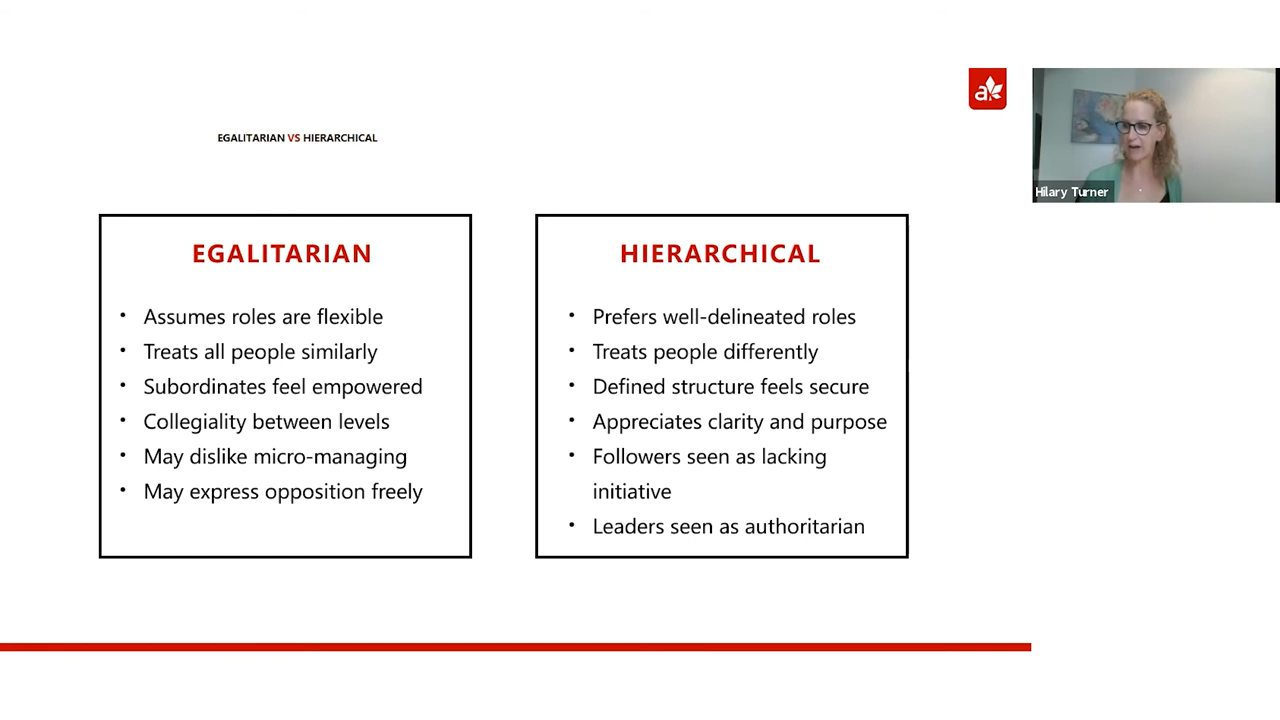 EGALITARIAN VS HIERARCHICAL
a
Hilary Turner
EGALITARIAN
• Assumes roles are flexible
• Treats all people similarly
• Subordinates feel empowered
• Collegiality between levels
• May dislike micro-managing
• May express opposition freely
HIERARCHICAL
• Prefers well-delineated roles
• Treats people differently
• Defined structure feels secure
• Appreciates clarity and purpose
• Followers seen as lacking
initiative
• Leaders seen as authoritarian